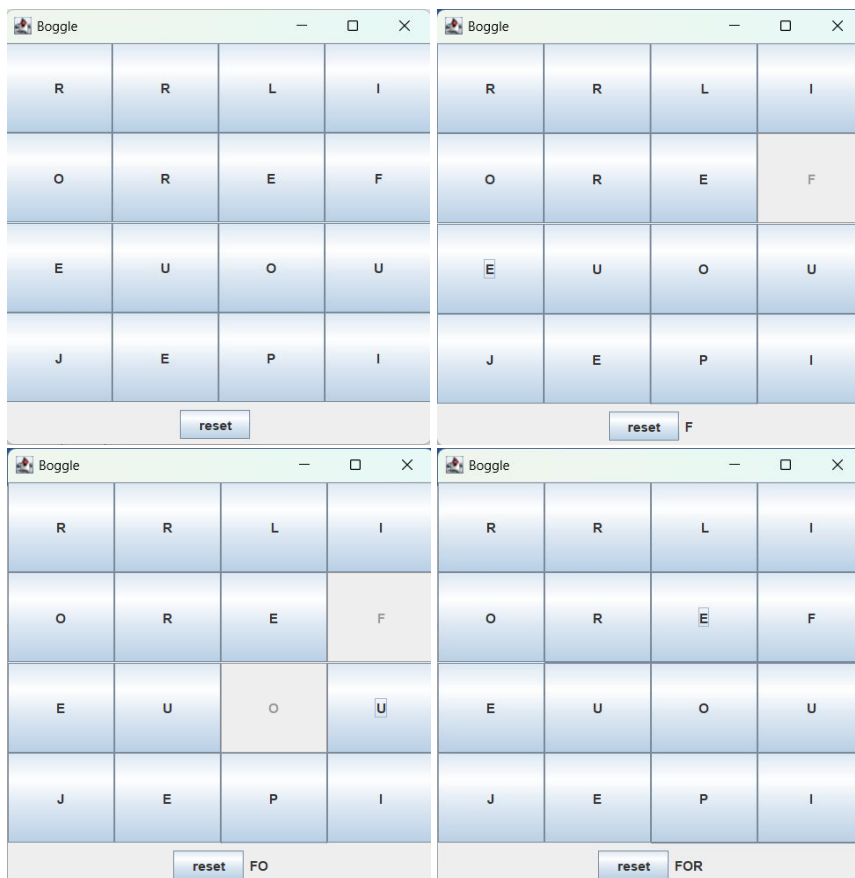 Boggle
R R L I
O R E F
E U O U
J E P I
reset
Boggle
R R L I
O R E F
E U O U
J E P I
reset F
Boggle
R R L I
O R E F
E U O U
J E P I
reset FO
Boggle
R R L I
O R E F
E U O U
J E P I
reset FOR